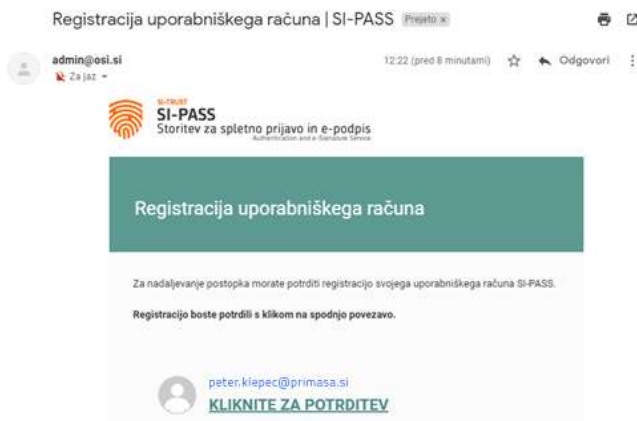 Registracija uporabniškega računa | SI-PASS Prejeto x
admin@osi.si 12:22 (pred 8 minutami) Odgovori
Za jaz
SI-TRUST
SI-PASS
Storitev za spletno prijavo in e-podpis
Authentication and e-Signature Service
Registracija uporabniškega računa
Za nadaljevanje postopka morate potrditi registracijo svojega uporabniškega računa SI-PASS.
Registracijo boste potrdili s klikom na spodnjo povezavo.
peter.klepec@primasa.si
KLIKNITE ZA POTRDITEV